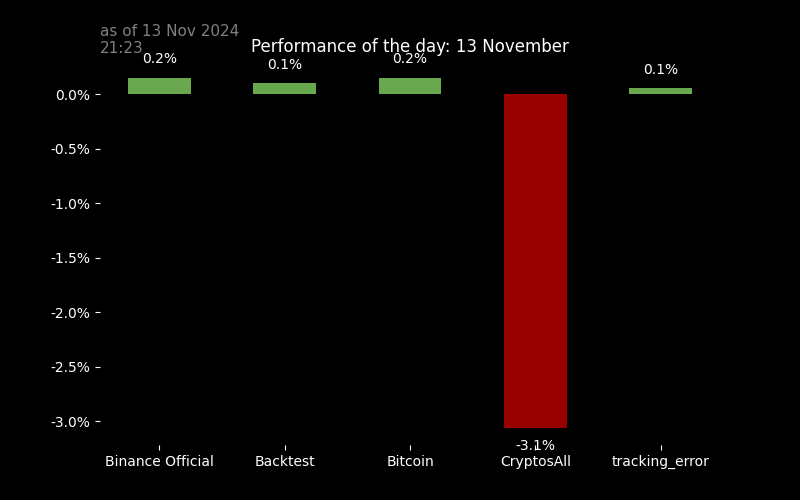 as of 13 Nov 2024
21:23
Performance of the day: 13 November
0.2%
0.1%
0.2%
0.1%
0.0%
-0.5%
-1.0%
-1.5%
-2.0%
-2.5%
-3.0%
-3.1%
Binance Official
Backtest
Bitcoin
CryptosAll
tracking_error